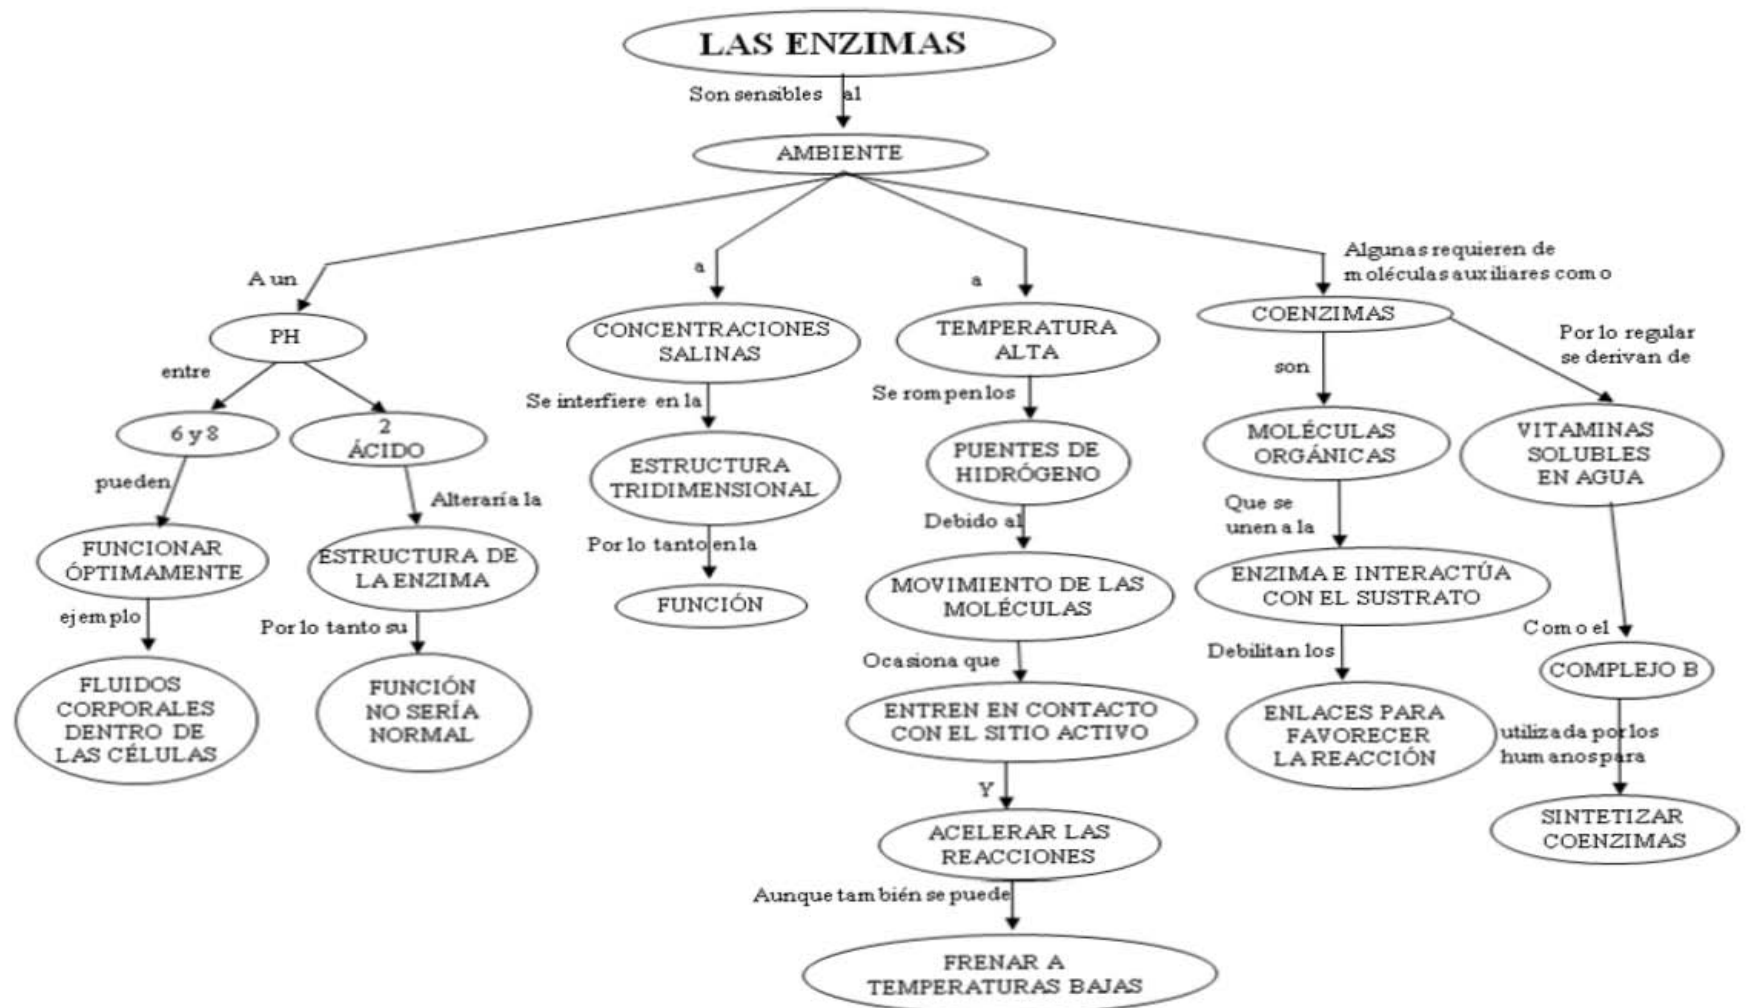 LAS ENZIMAS
Son sensibles al
AMBIENTE
A un
PH
entre
6 y 8
pueden
FUNCIONAR
ÓPTIMAMENTE
ejemplo
FLUIDOS
CORPORALES
DENTRO DE
LAS CÉLULAS
2
ÁCIDO
Alteraría la
ESTRUCTURA DE
LA ENZIMA
Por lo tanto su
FUNCIÓN
NO SERÍA
NORMAL
a
CONCENTRACIONES
SALINAS
Se interfiere en la
ESTRUCTURA
TRIDIMENSIONAL
Por lo tanto en la
FUNCIÓN
a
TEMPERATURA
ALTA
Se rompen los
PUENTES DE
HIDRÓGENO
Debido al
MOVIMIENTO DE LAS
MOLÉCULAS
Ocasiona que
ENTREN EN CONTACTO
CON EL SITIO ACTIVO
Y
ACELERAR LAS
REACCIONES
Aunque también se puede
FRENAR A
TEMPERATURAS BAJAS
Algunas requieren de
moléculas auxiliares como
COENZIMAS
son
MOLÉCULAS
ORGÁNICAS
Que se
unen a la
ENZIMA E INTERACTÚA
CON EL SUSTRATO
Debilitan los
ENLACES PARA
FAVORECER
LA REACCIÓN
Por lo regular
se derivan de
VITAMINAS
SOLUBLES
EN AGUA
Como el
COMPLEJO B
utilizada por los
humanos para
SINTETIZAR
COENZIMAS